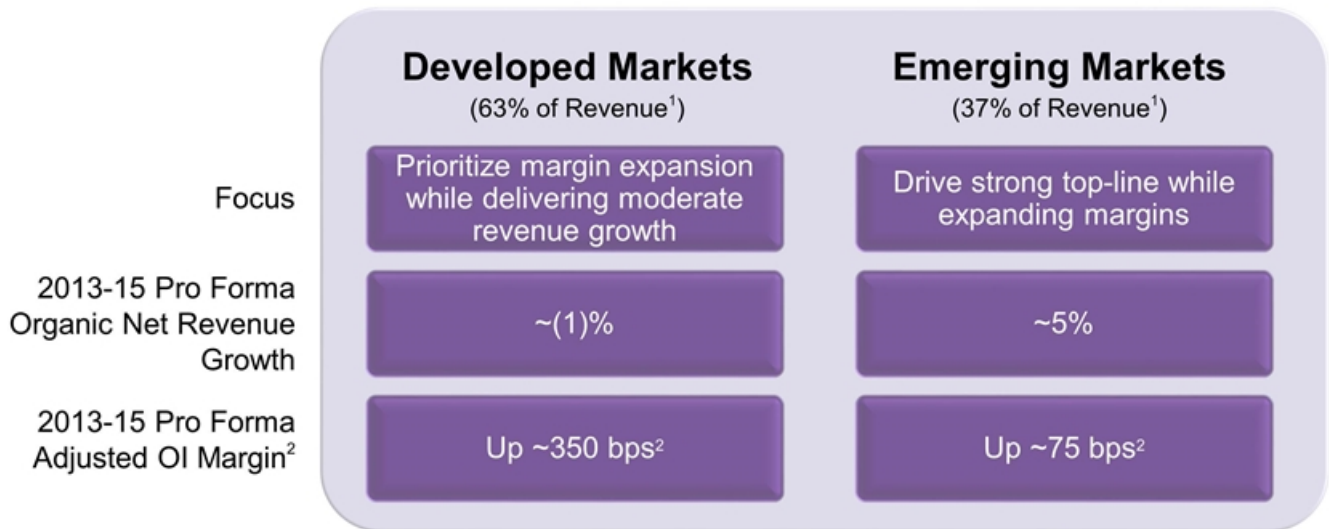 Developed Markets
(63% of Revenue¹)
Emerging Markets
(37% of Revenue¹)
Focus
Prioritize margin expansion
while delivering moderate
revenue growth
Drive strong top-line while
expanding margins
2013-15 Pro Forma
Organic Net Revenue
Growth
~(1)%
~5%
2013-15 Pro Forma
Adjusted OI Margin²
Up ~350 bps²
Up ~75 bps²